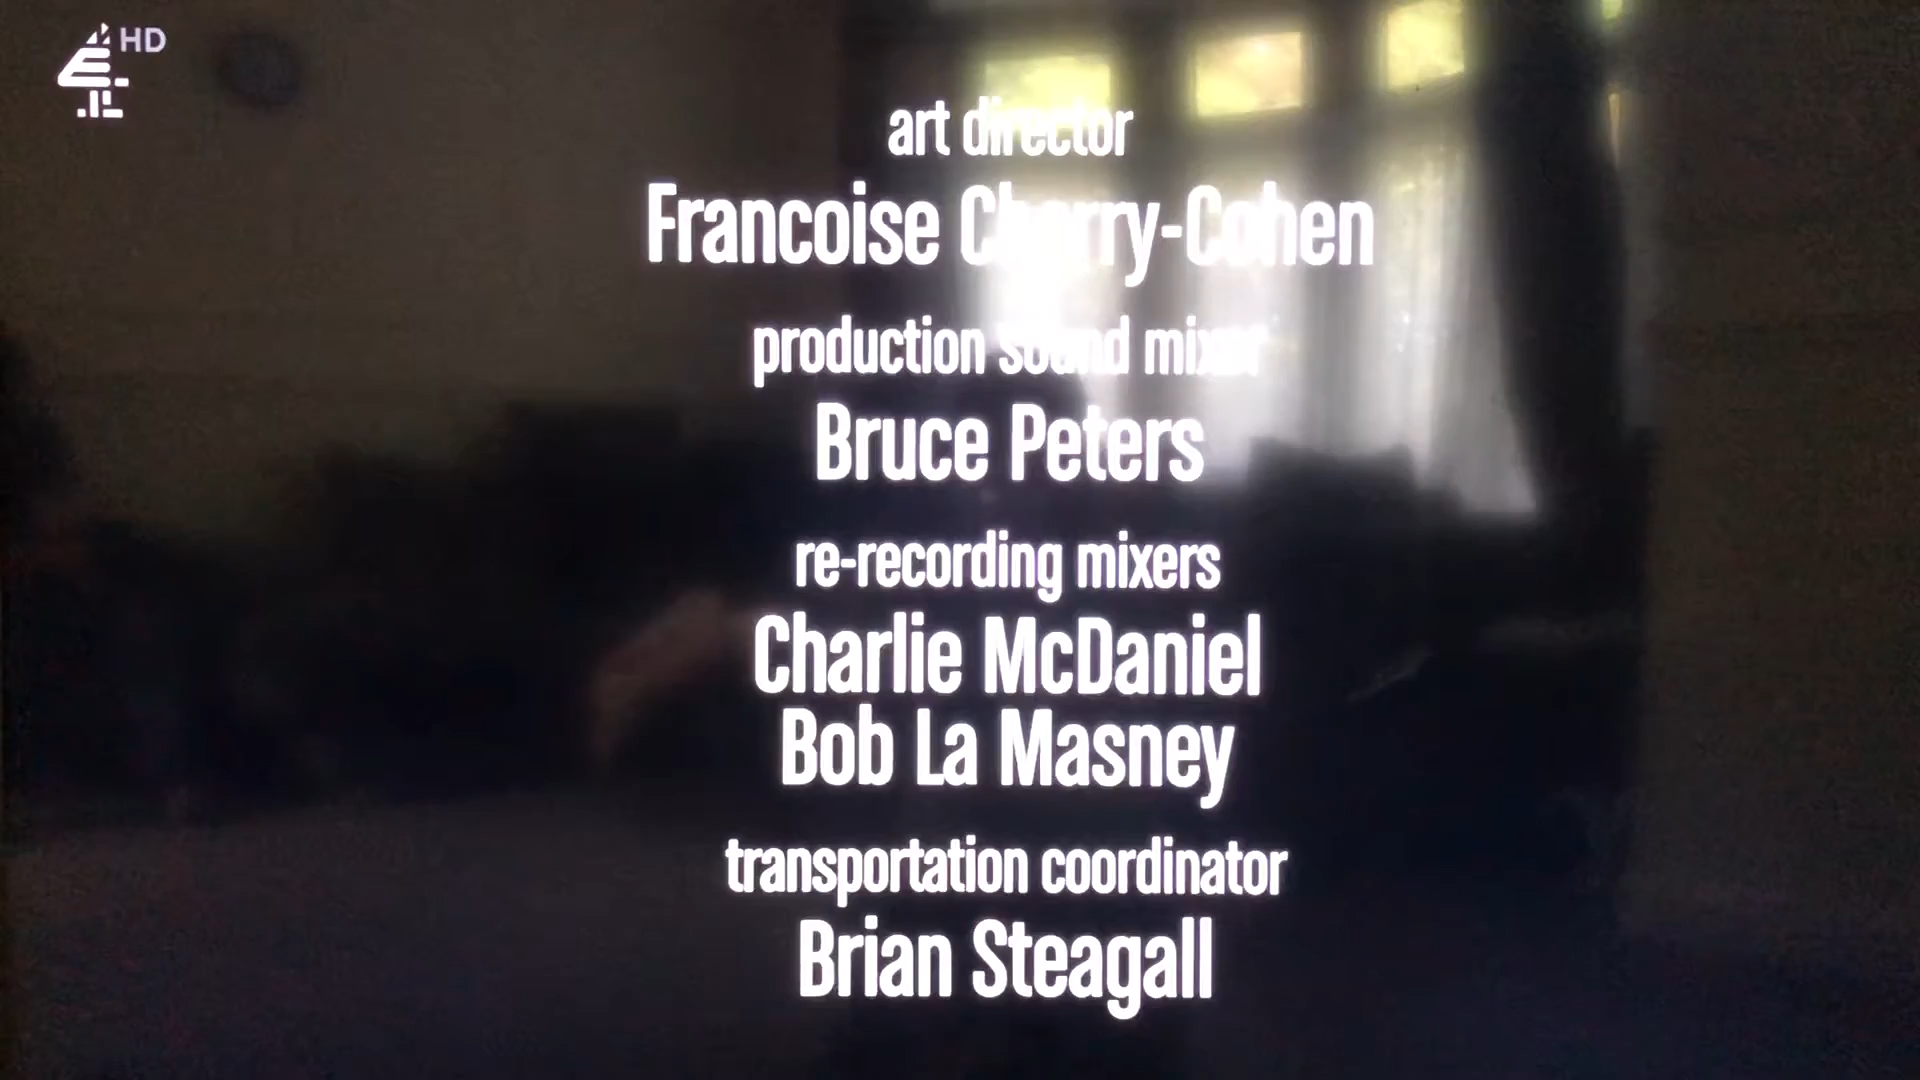 4 HD
art director
Francoise Cherry-Cohen
production sound mixer
Bruce Peters
re-recording mixers
Charlie McDaniel
Bob La Masney
transportation coordinator
Brian Steagall